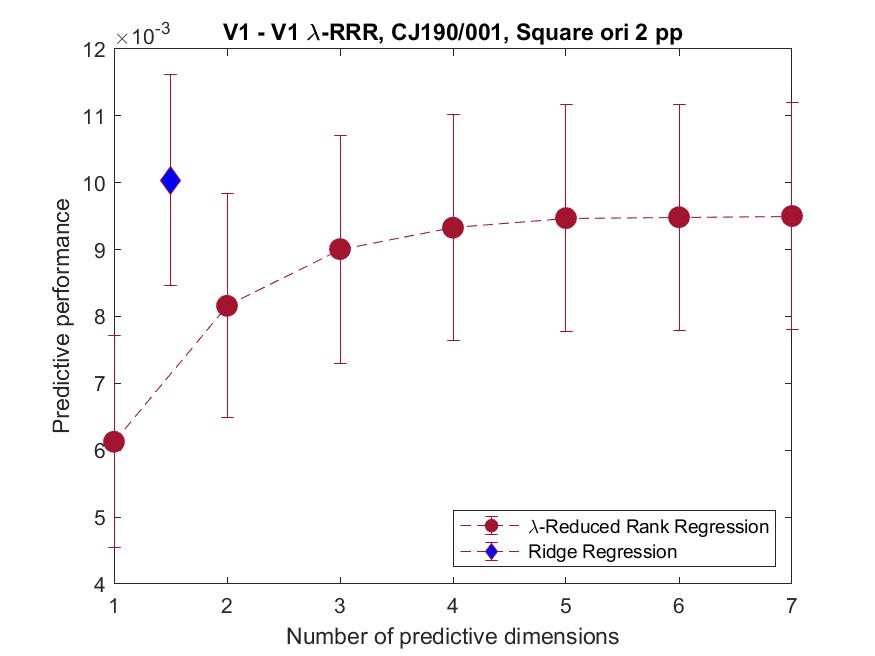 ×10-3
V1 - V1 λ-RRR, CJ190/001, Square ori 2 pp
12
11
10
9
8
7
6
5
4
Predictive performance
1 2 3 4 5 6 7
Number of predictive dimensions
λ-Reduced Rank Regression
Ridge Regression